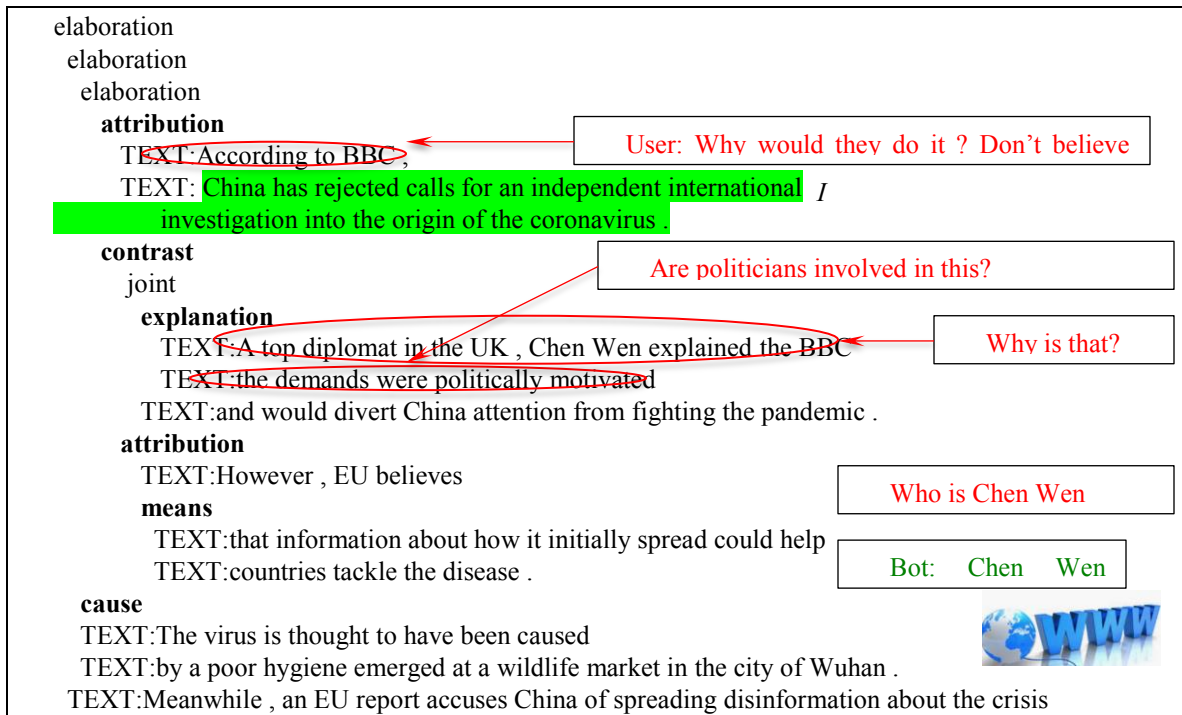 elaboration
elaboration
elaboration
attribution
TEXT:According to BBC ,
User: Why would they do it ? Don't believe
TEXT: China has rejected calls for an independent international I
investigation into the origin of the coronavirus .
contrast
Are politicians involved in this?
joint
explanation
TEXT:A top diplomat in the UK , Chen Wen explained the BBC
Why is that?
TEXT:the demands were politically motivated
TEXT:and would divert China attention from fighting the pandemic .
attribution
TEXT:However , EU believes
Who is Chen Wen
means
TEXT:that information about how it initially spread could help
TEXT:countries tackle the disease .
Bot: Chen Wen
cause
TEXT:The virus is thought to have been caused
WWW
TEXT:by a poor hygiene emerged at a wildlife market in the city of Wuhan .
TEXT:Meanwhile , an EU report accuses China of spreading disinformation about the crisis